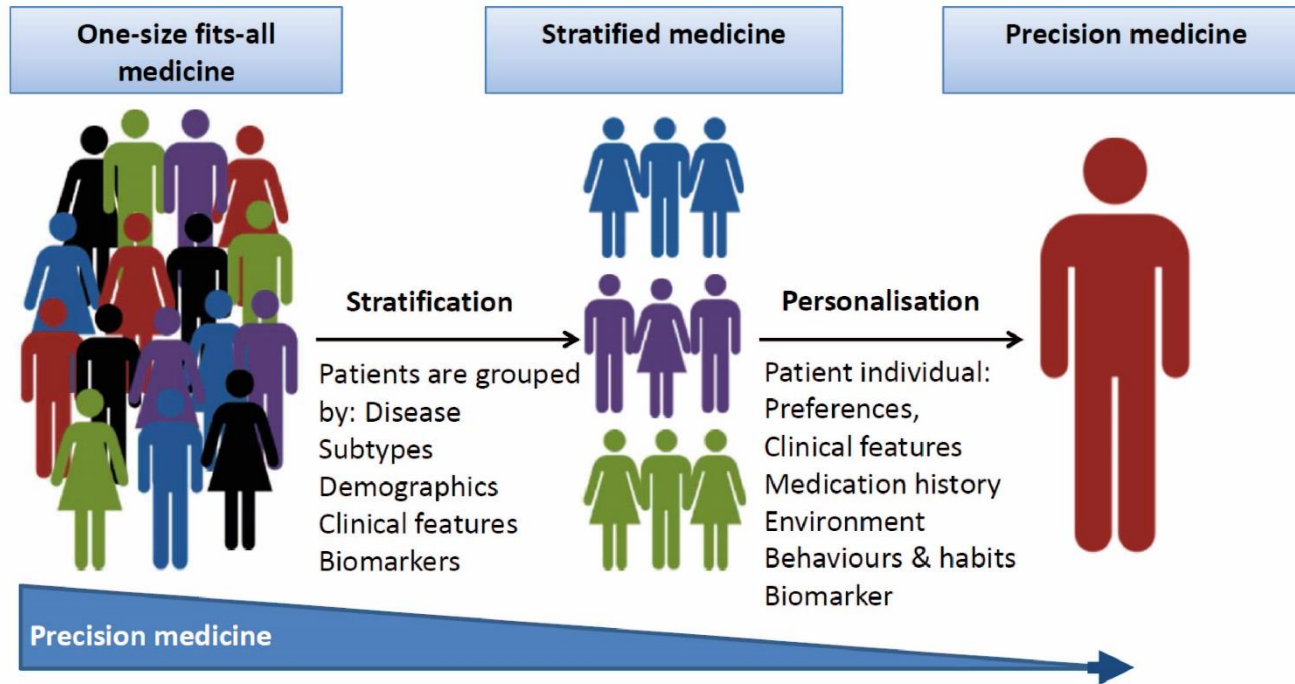 One-size fits-all
medicine
Stratified medicine
Precision medicine
Stratification
Patients are grouped
by: Disease
Subtypes
Demographics
Clinical features
Biomarkers
Personalisation
Patient individual:
Preferences,
Clinical features
Medication history
Environment
Behaviours & habits
Biomarker
Precision medicine